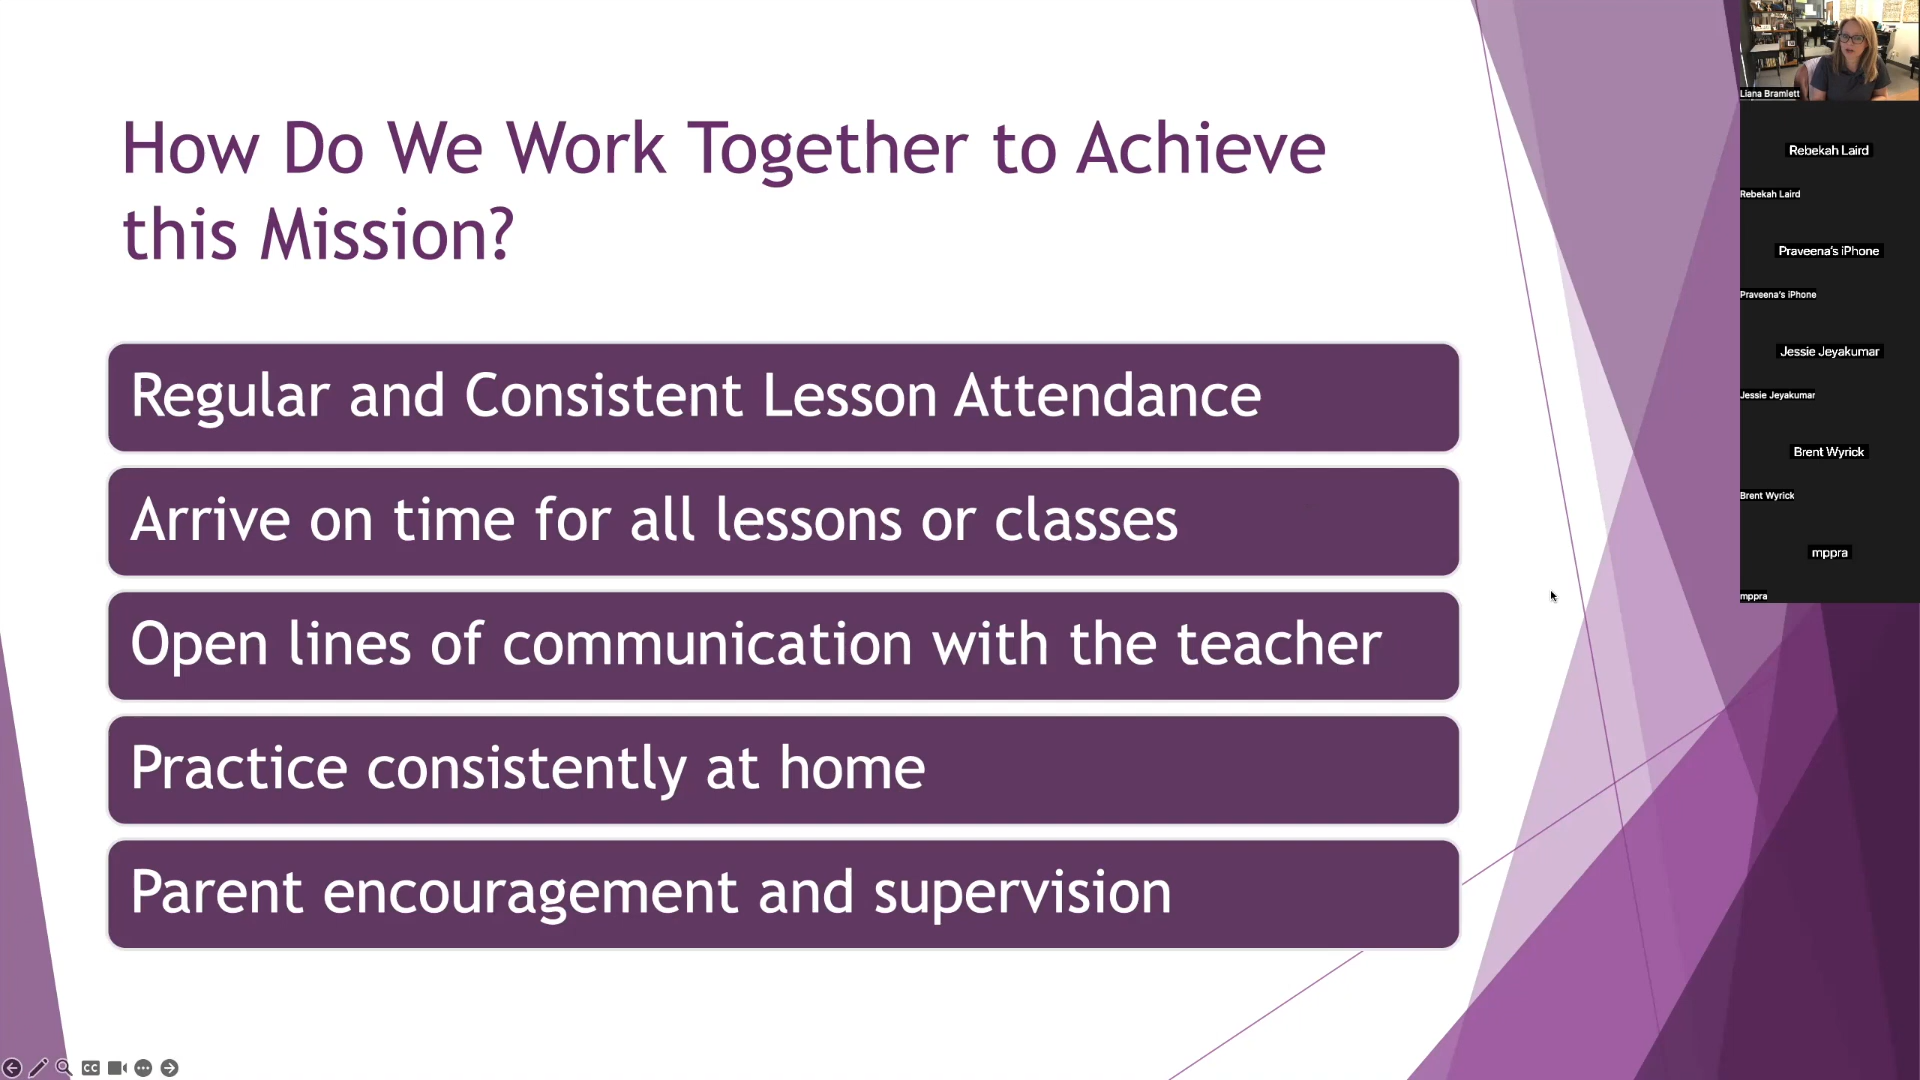 How Do We Work Together to Achieve
this Mission?
Regular and Consistent Lesson Attendance
Arrive on time for all lessons or classes
Open lines of communication with the teacher
Practice consistently at home
Parent encouragement and supervision
Liana Bramlett
Rebekah Laird
Rebekah Laird
Praveena's iPhone
Praveena's iPhone
Jessie Jeyakumar
Jessie Jeyakumar
Brent Wyrick
Brent Wyrick
mppra
mppra
CC